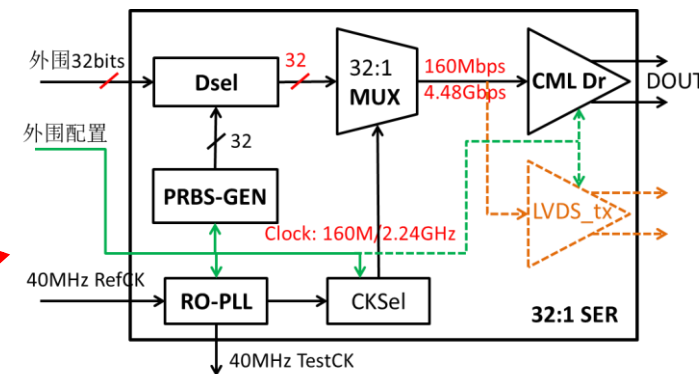 外围32bits
32
Dsel
32:1
MUX
160Mbps
4.48Gbps
CML Dr
DOUT
外围配置
32
PRBS-GEN
LVDS_tx
Clock: 160M/2.24GHz
40MHz RefCK
RO-PLL
CKSel
32:1 SER
40MHz TestCK